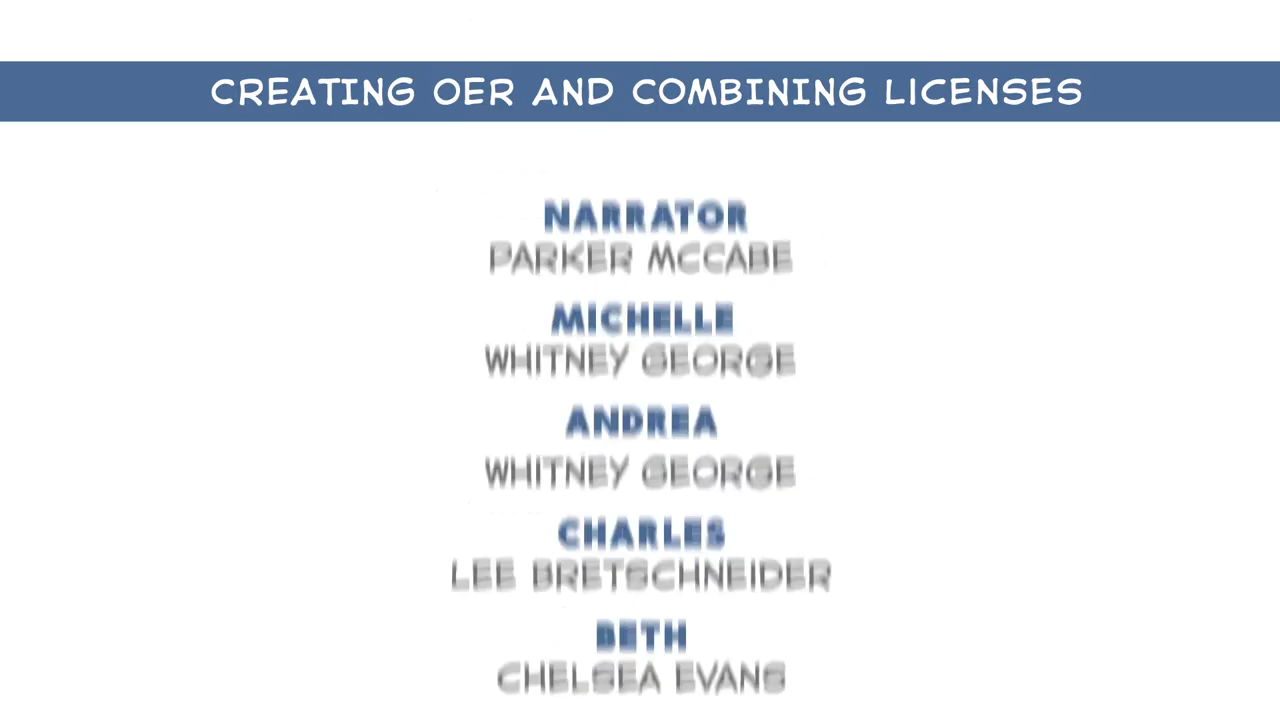 CREATING OER AND COMBINING LICENSES
NARRATOR
PARKER MCCABE
MICHELLE
WHITNEY GEORGE
ANDREA
WHITNEY GEORGE
CHARLES
LEE BRETSCHNEIDER
BETH
CHELSEA EVANS